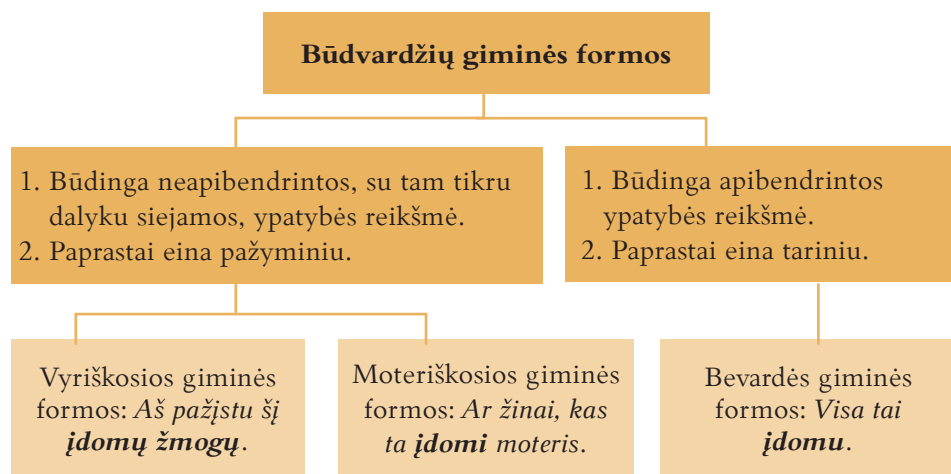 Būdvardžių giminės formos
1. Būdinga neapibendrintos, su tam tikru
dalyku siejamos, ypatybės reikšmė.
2. Paprastai eina pažyminiu.
1. Būdinga apibendrintos
ypatybės reikšmė.
2. Paprastai eina tariniu.
Vyriškosios giminės
formos: Aš pažįstu šį
įdomų žmogų.
Moteriškosios giminės
formos: Ar žinai, kas
ta įdomi moteris.
Bevardės giminės
formos: Visa tai
įdomu.